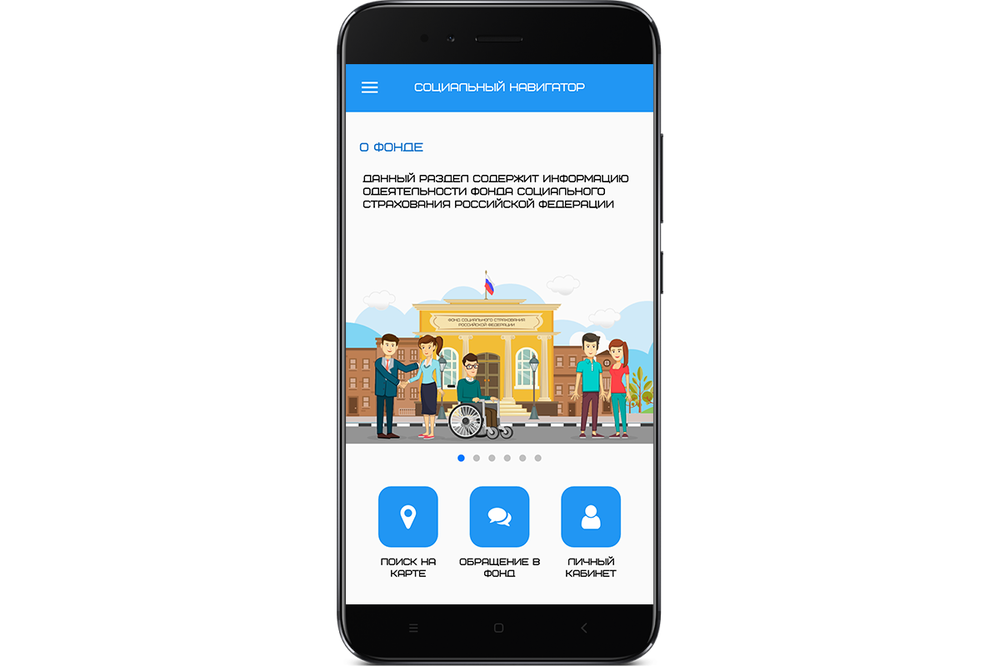 СОЦИАЛЬНЫЙ НАВИГАТОР
О ФОНДЕ
ДАННЫЙ РАЗДЕЛ СОДЕРЖИТ ИНФОРМАЦИЮ
ОДЕЯТЕЛЬНОСТИ ФОНДА СОЦИАЛЬНОГО
СТРАХОВАНИЯ РОССИЙСКОЙ ФЕДЕРАЦИИ
ФОНД СОЦИАЛЬНОГО СТРАХОВАНИЯ
РОССИЙСКОЙ ФЕДЕРАЦИИ
ПОИСК НА
КАРТЕ
ОБРАЩЕНИЕ В
ФОНД
ЛИЧНЫЙ
КАБИНЕТ